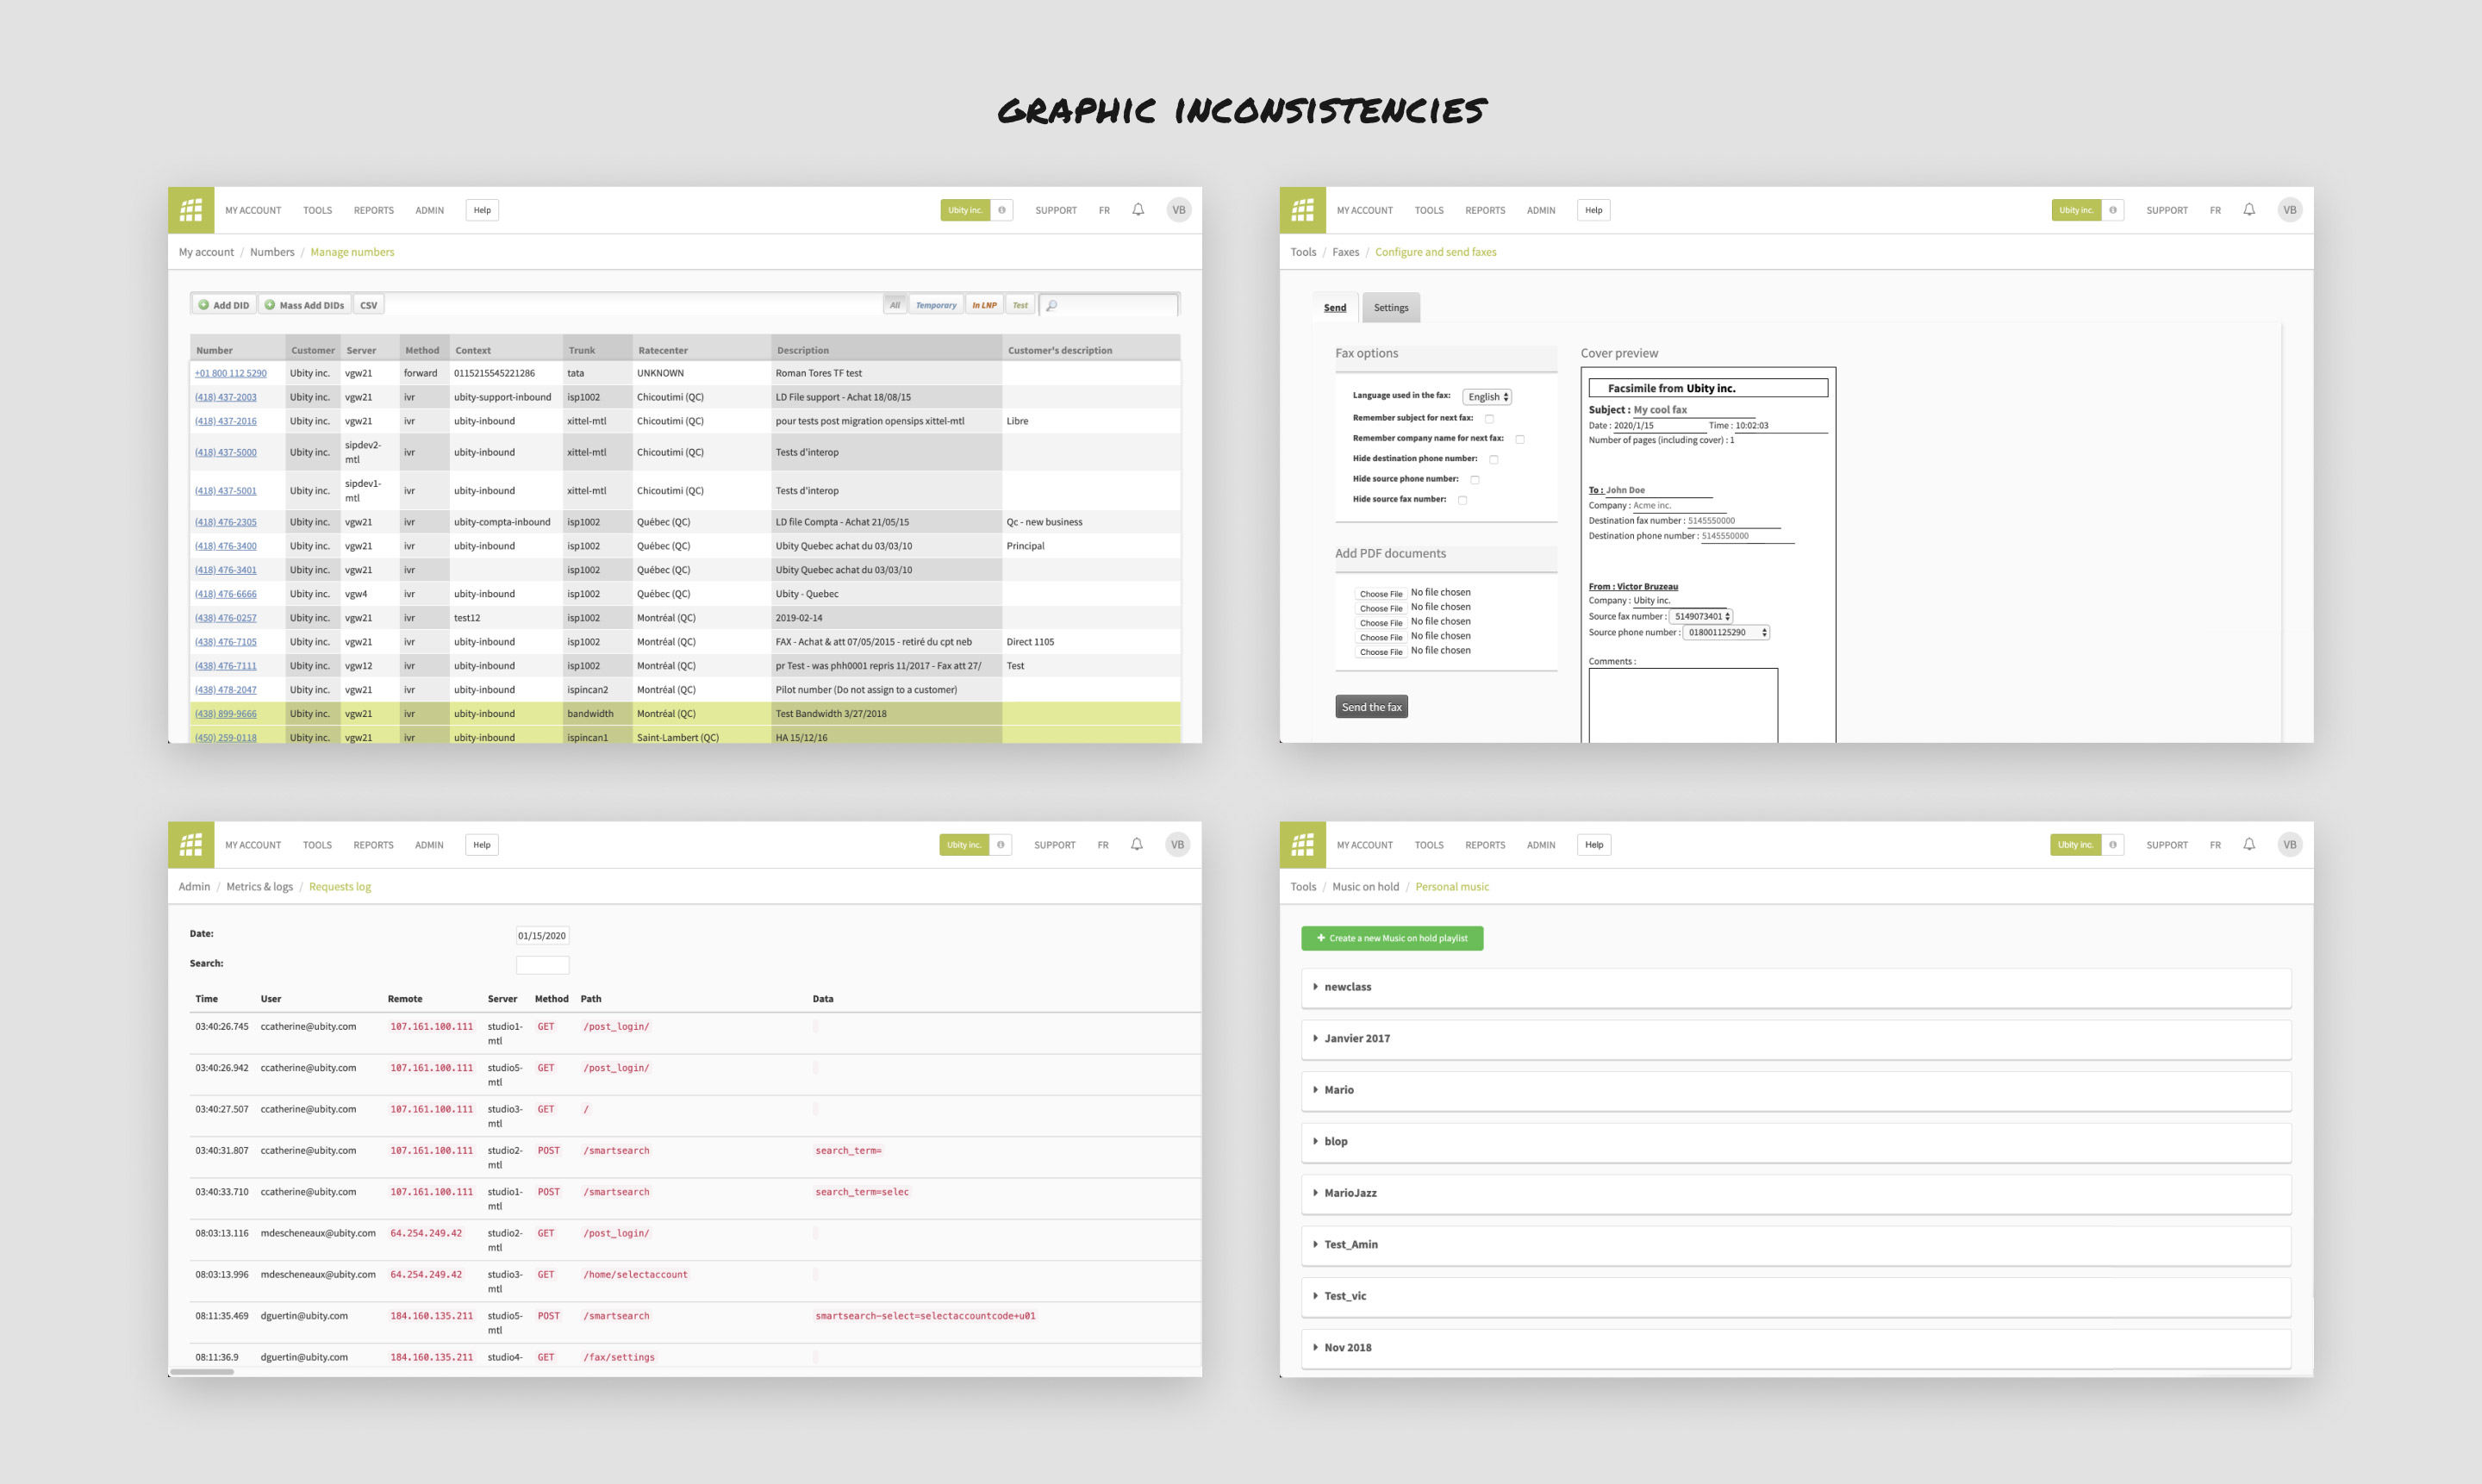 GRAPHIC INCONSISTENCIES
MY ACCOUNT TOOLS REPORTS ADMIN Help Ubity inc. SUPPORT FR VB
My account / Numbers / Manage numbers
Add DID Mass Add DIDs CSV All Temporary In LNP Test
Number Customer Server Method Context Trunk Ratecenter Description Customer's description
+01 800 112 5290 Ubity inc. vgw21 forward 0115215545221286 tata UNKNOWN Roman Tores TF test
(418) 437-2003 Ubity inc. vgw21 ivr ubity-support-inbound isp1002 Chicoutimi (QC) LD File support - Achat 18/08/15
(418) 437-2016 Ubity inc. vgw21 ivr ubity-inbound xittel-mtl Chicoutimi (QC) pour tests post migration opensips xittel-mtl Libre
(418) 437-5000 Ubity inc. sipdev2-mtl ivr ubity-inbound xittel-mtl Chicoutimi (QC) Tests d'interop
(418) 437-5001 Ubity inc. sipdev1-mtl ivr ubity-inbound xittel-mtl Chicoutimi (QC) Tests d'interop
(418) 476-2305 Ubity inc. vgw21 ivr ubity-compta-inbound isp1002 Québec (QC) LD file Compta - Achat 21/05/15 Qc - new business
(418) 476-3400 Ubity inc. vgw21 ivr ubity-inbound isp1002 Québec (QC) Ubity Quebec achat du 03/03/10 Principal
(418) 476-3401 Ubity inc. vgw21 ivr isp1002 Québec (QC) Ubity Quebec achat du 03/03/10
(418) 476-6666 Ubity inc. vgw4 ivr ubity-inbound isp1002 Québec (QC) Ubity - Quebec
(438) 476-0257 Ubity inc. vgw21 ivr test12 isp1002 Montréal (QC) 2019-02-14
(438) 476-7105 Ubity inc. vgw21 ivr ubity-inbound isp1002 Montréal (QC) FAX - Achat & att 07/05/2015 - retiré du cpt neb Direct 1105
(438) 476-7111 Ubity inc. vgw12 ivr ubity-inbound isp1002 Montréal (QC) pr Test - was phh0001 repris 11/2017 - Fax att 27/ Test
(438) 478-2047 Ubity inc. vgw21 ivr ubity-inbound ispincan2 Montréal (QC) Pilot number (Do not assign to a customer)
(438) 899-9666 Ubity inc. vgw21 ivr ubity-inbound bandwidth Montréal (QC) Test Bandwidth 3/27/2018
(450) 259-0118 Ubity inc. vgw21 ivr ubity-inbound ispincan1 Saint-Lambert (QC) HA 15/12/16
MY ACCOUNT TOOLS REPORTS ADMIN Help Ubity inc. SUPPORT FR VB
Tools / Faxes / Configure and send faxes
Send Settings
Fax options
Language used in the fax: English
Remember subject for next fax:
Remember company name for next fax:
Hide destination phone number:
Hide source phone number:
Hide source fax number:
Add PDF documents
Choose File No file chosen
Choose File No file chosen
Choose File No file chosen
Choose File No file chosen
Choose File No file chosen
Send the fax
Cover preview
Facsimile from Ubity inc.
Subject : My cool fax
Date : 2020/1/15 Time : 10:02:03
Number of pages (including cover) : 1
To : John Doe
Company : Acme inc.
Destination fax number : 5145550000
Destination phone number : 5145550000
From : Victor Bruzeau
Company : Ubity inc.
Source fax number : 5149073401
Source phone number : 018001125290
Comments :
MY ACCOUNT TOOLS REPORTS ADMIN Help Ubity inc. SUPPORT FR VB
Admin / Metrics & logs / Requests log
Date: 01/15/2020
Search:
Time User Remote Server Method Path Data
03:40:26.745 ccatherine@ubity.com 107.161.100.111 studio1-mtl GET /post_login/
03:40:26.942 ccatherine@ubity.com 107.161.100.111 studio5-mtl GET /post_login/
03:40:27.507 ccatherine@ubity.com 107.161.100.111 studio3-mtl GET /
03:40:31.807 ccatherine@ubity.com 107.161.100.111 studio2-mtl POST /smartsearch search_term=
03:40:33.710 ccatherine@ubity.com 107.161.100.111 studio1-mtl POST /smartsearch search_term=selec
08:03:13.116 mdescheneaux@ubity.com 64.254.249.42 studio2-mtl GET /post_login/
08:03:13.996 mdescheneaux@ubity.com 64.254.249.42 studio3-mtl GET /home/selectaccount
08:11:35.469 dguertin@ubity.com 184.160.135.211 studio5-mtl POST /smartsearch smartsearch-select=selectaccountcode+u01
08:11:36.9 dguertin@ubity.com 184.160.135.211 studio4- GET /fax/settings
MY ACCOUNT TOOLS REPORTS ADMIN Help Ubity inc. SUPPORT FR VB
Tools / Music on hold / Personal music
Create a new Music on hold playlist
newclass
Janvier 2017
Mario
blop
MarioJazz
Test_Amin
Test_vic
Nov 2018